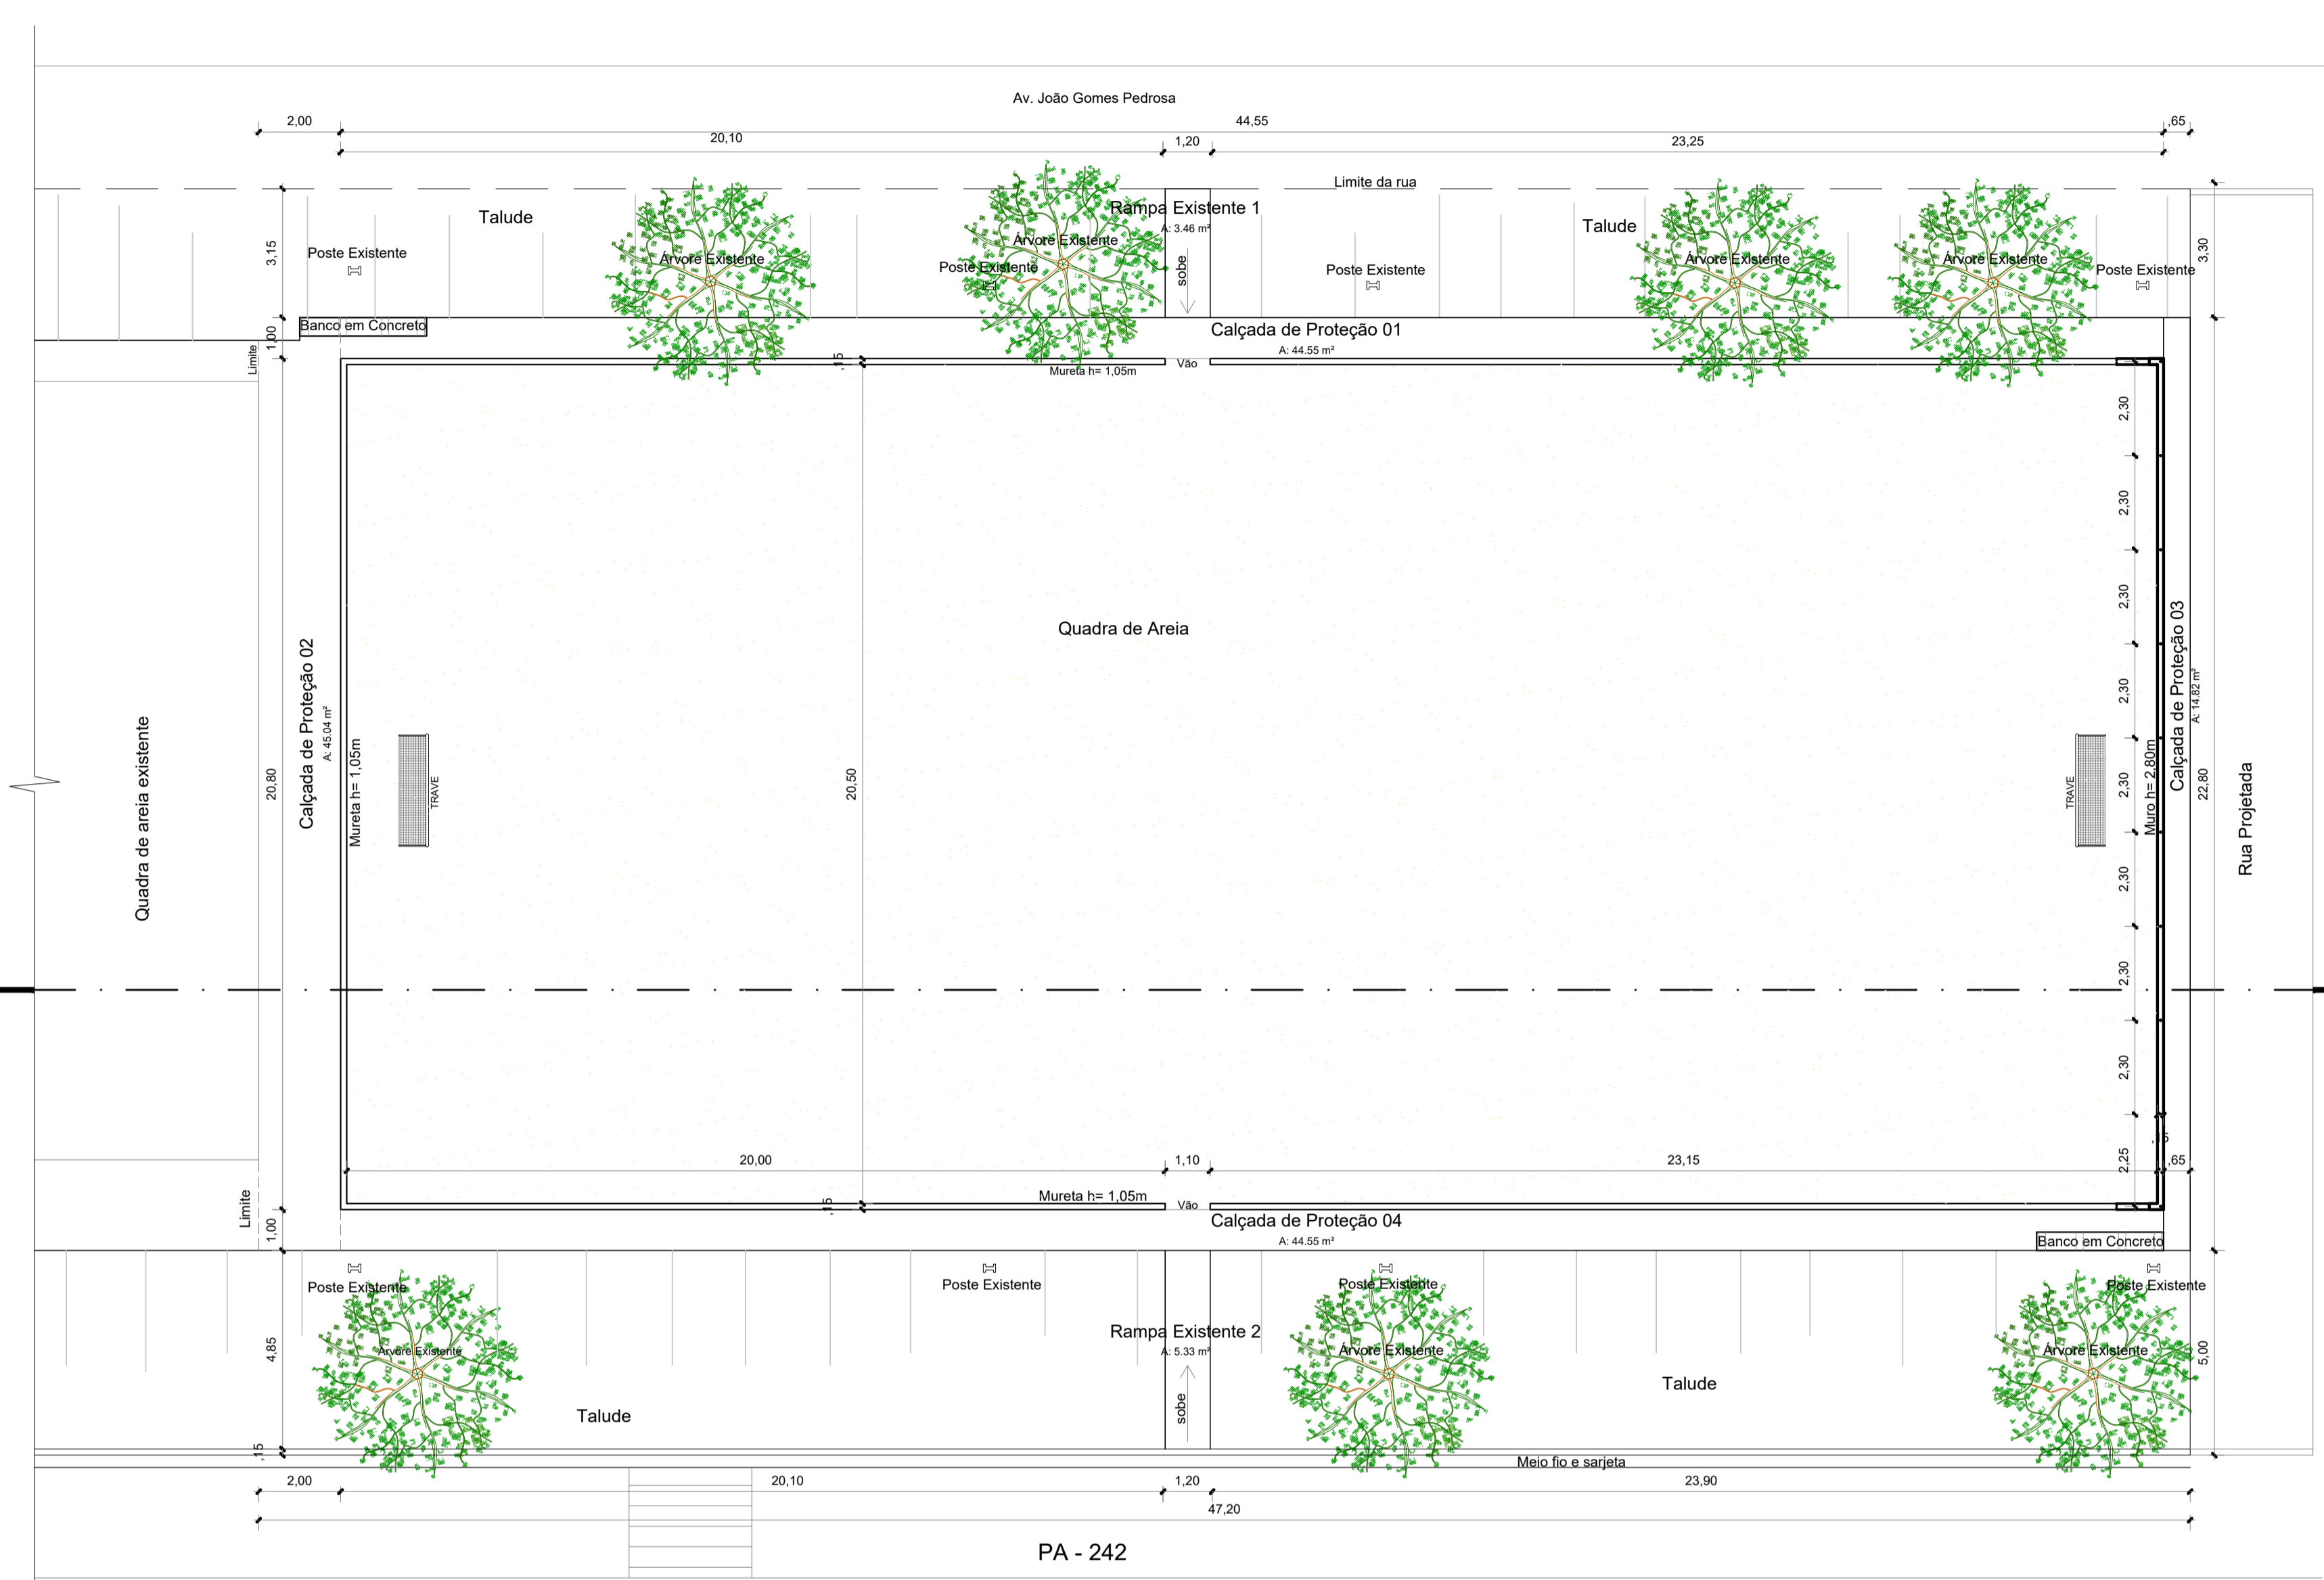 Av. João Gomes Pedrosa
2,00
44,55
,65
20,10
1,20
23,25
Limite da rua
Talude
Rampa Existente 1
A: 3.46 m²
sobe
Talude
Poste Existente
Árvore Existente
Árvore Existente
Poste Existente
Poste Existente
Árvore Existente
Árvore Existente
Poste Existente
3,15
3,30
Banco em Concreto
1,00
Limite
Calçada de Proteção 01
A: 44.55 m²
,15
Mureta h= 1,05m
Vão
2,30
2,30
2,30
2,30
2,30
2,30
2,30
2,30
2,25
Quadra de Areia
Quadra de areia existente
20,80
Calçada de Proteção 02
A: 45.04 m²
Mureta h= 1,05m
TRAVE
20,50
TRAVE
Muro h= 2,80m
Calçada de Proteção 03
A: 14.82 m²
22,80
Rua Projetada
20,00
1,10
23,15
,15
,65
Limite
1,00
Mureta h= 1,05m
,15
Vão
Calçada de Proteção 04
A: 44.55 m²
Banco em Concreto
Poste Existente
Poste Existente
Poste Existente
Poste Existente
4,85
Árvore Existente
Rampa Existente 2
A: 5.33 m²
sobe
Árvore Existente
Árvore Existente
5,00
Talude
Talude
,15
Meio fio e sarjeta
2,00
20,10
1,20
23,90
47,20
PA - 242